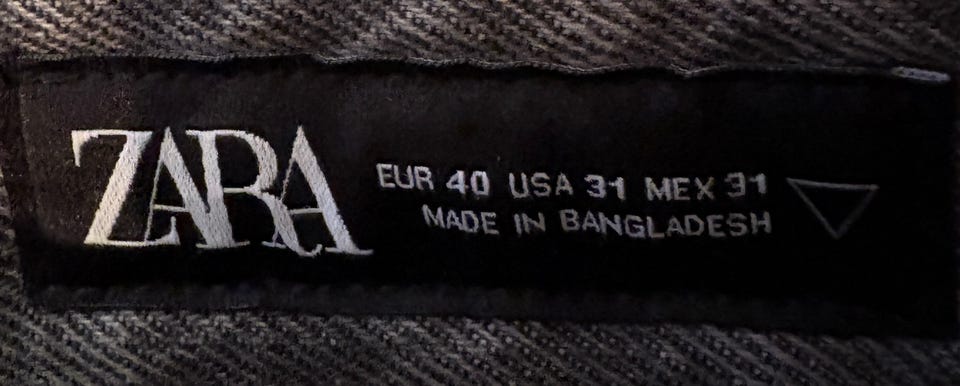 ZARA
EUR 40 USA 31 MEX 31
MADE IN BANGLADESH